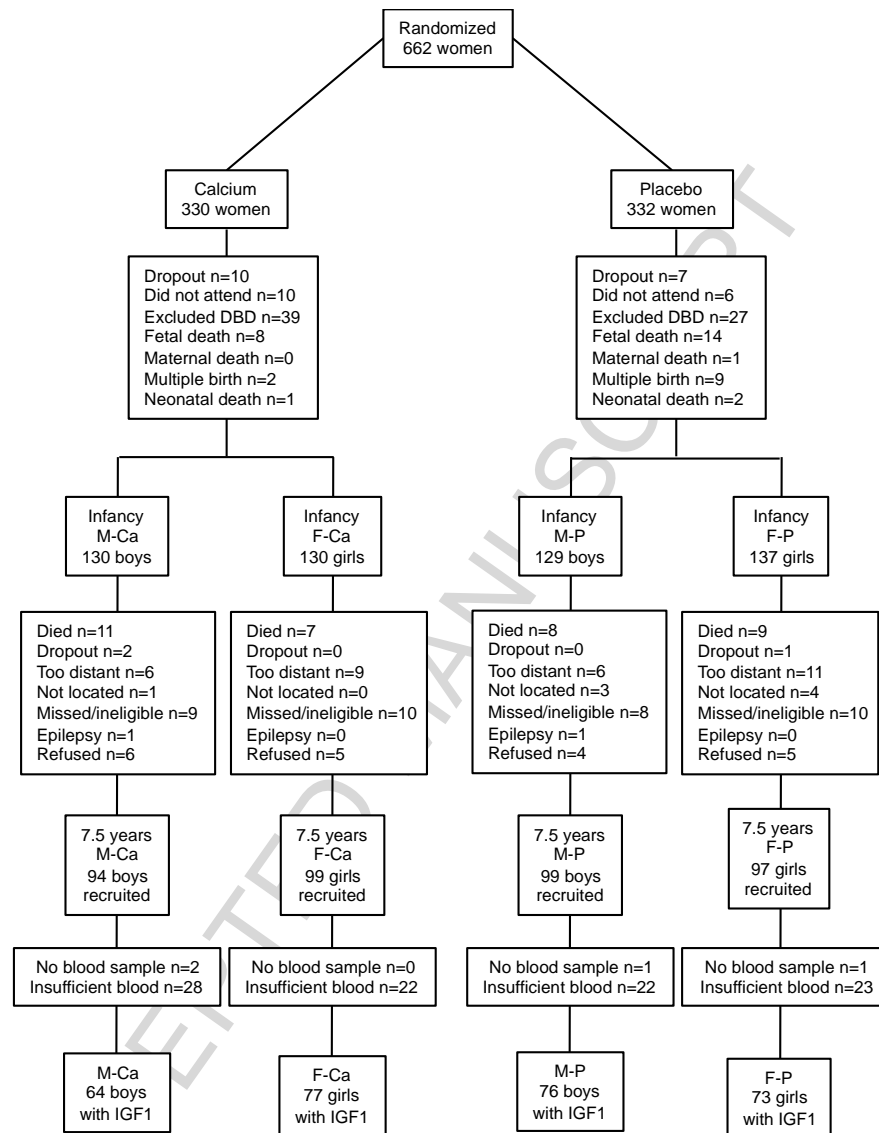 Randomized
662 women
Calcium
330 women
Placebo
332 women
Dropout n=10
Did not attend n=10
Excluded DBD n=39
Fetal death n=8
Maternal death n=0
Multiple birth n=2
Neonatal death n=1
Dropout n=7
Did not attend n=6
Excluded DBD n=27
Fetal death n=14
Maternal death n=1
Multiple birth n=9
Neonatal death n=2
Infancy
M-Ca
130 boys
Infancy
F-Ca
130 girls
Infancy
M-P
129 boys
Infancy
F-P
137 girls
Died n=11
Dropout n=2
Too distant n=6
Not located n=1
Missed/ineligible n=9
Epilepsy n=1
Refused n=6
Died n=7
Dropout n=0
Too distant n=9
Not located n=0
Missed/ineligible n=10
Epilepsy n=0
Refused n=5
Died n=8
Dropout n=0
Too distant n=6
Not located n=3
Missed/ineligible n=8
Epilepsy n=1
Refused n=4
Died n=9
Dropout n=1
Too distant n=11
Not located n=4
Missed/ineligible n=10
Epilepsy n=0
Refused n=5
7.5 years
M-Ca
94 boys
recruited
7.5 years
F-Ca
99 girls
recruited
7.5 years
M-P
99 boys
recruited
7.5 years
F-P
97 girls
recruited
No blood sample n=2
Insufficient blood n=28
No blood sample n=0
Insufficient blood n=22
No blood sample n=1
Insufficient blood n=22
No blood sample n=1
Insufficient blood n=23
M-Ca
64 boys
with IGF1
F-Ca
77 girls
with IGF1
M-P
76 boys
with IGF1
F-P
73 girls
with IGF1